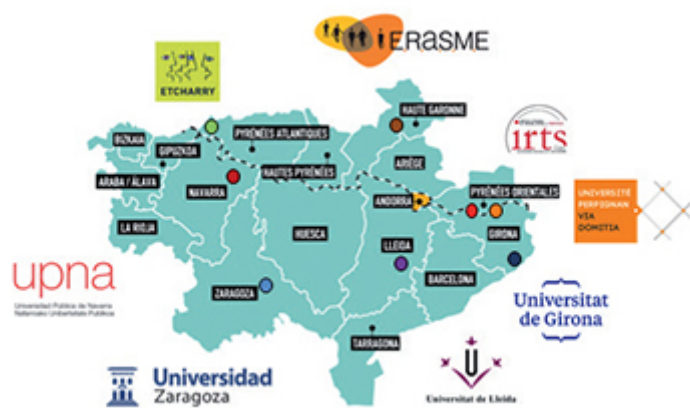 iERASME
ETCHARRY
HAUTE GARONNE
irts
BIZKAIA
GIPUZKOA
PYRÉNÉES ATLANTIQUES
HAUTES PYRÉNÉES
ARIÈGE
ARABA / ÁLAVA
NAVARRA
ANDORRA
PYRÉNÉES ORIENTALES
UNIVERSITÉ
PERPIGNAN
VIA
DOMITIA
LA RIOJA
HUESCA
LLEIDA
GIRONA
BARCELONA
ZARAGOZA
upna
Universidad Pública de Navarra
Nafarroako Unibertsitate Publikoa
Universitat
de Girona
TARRAGONA
Universidad
Zaragoza
U
Universitat de Lleida